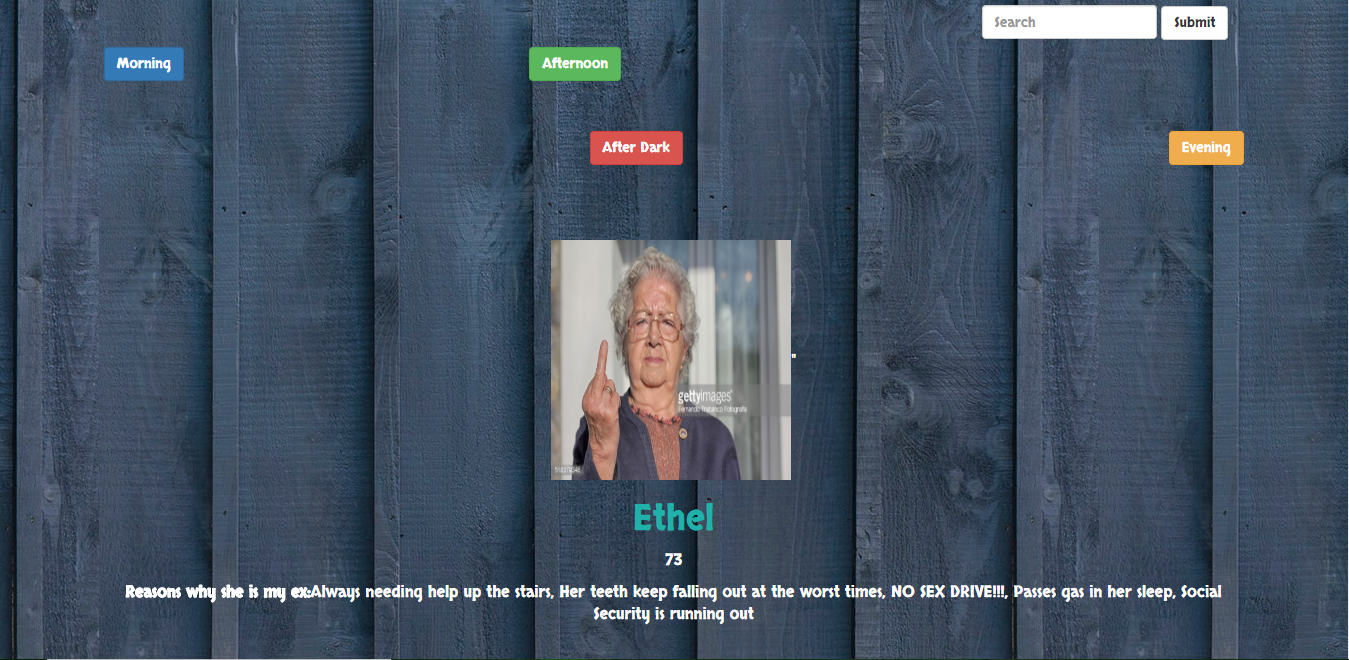 Search
Submit
Morning
Afternoon
After Dark
Evening
"
gettyimages®
Fernando Trabanco Fotografía
Ethel
73
Reasons why she is my ex:Always needing help up the stairs, Her teeth keep falling out at the worst times, NO SEX DRIVE!!!, Passes gas in her sleep, Social
Security is running out